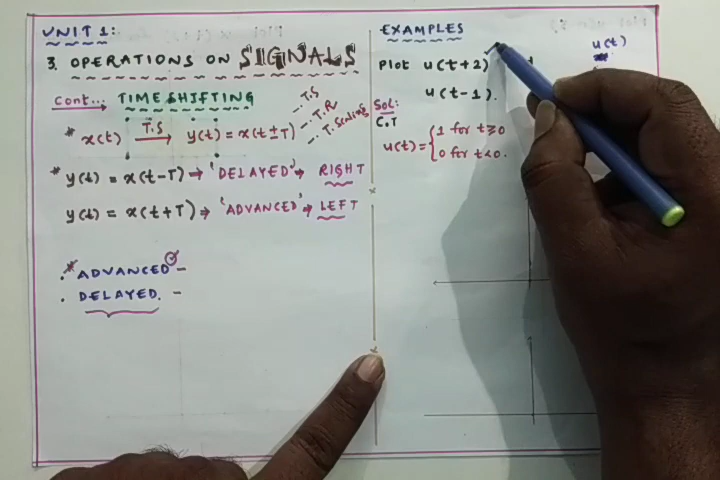 UNIT 1:
3. OPERATIONS ON SIGNALS
Cont... TIME SHIFTING
* x(t) T.S → y(t) = x(t±T)
- T.S
- T.R
- T. Scaling
* y(t) = x(t-T) → 'DELAYED' → RIGHT
y(t) = x(t+T) → 'ADVANCED' → LEFT
.* ADVANCED -
. DELAYED. -
EXAMPLES
Plot u(t+2)
u(t-1).
u(t)
Sol:
C.T
u(t) = { 1 for t≥0
0 for t<0.